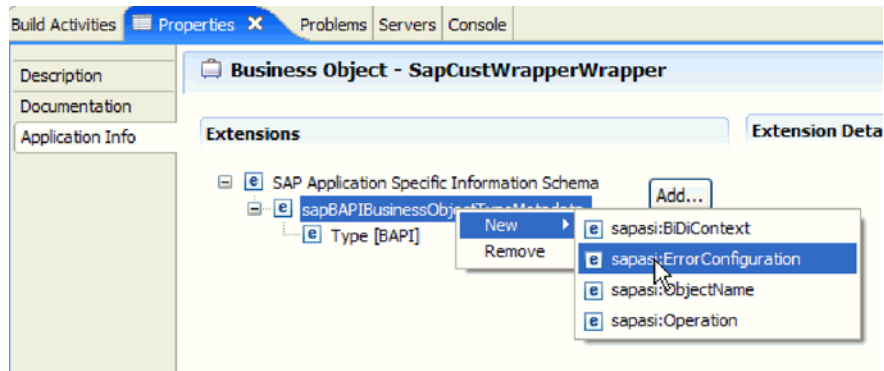 Build Activities Properties Problems Servers Console
Description
Business Object - SapCustWrapperWrapper
Documentation
Application Info
Extensions
Extension Deta
SAP Application Specific Information Schema
Add...
sapBAPIBusinessObjectTypeMetadata
Type [BAPI]
New
Remove
sapasi:BiDiContext
sapasi:ErrorConfiguration
sapasi:ObjectName
sapasi:Operation